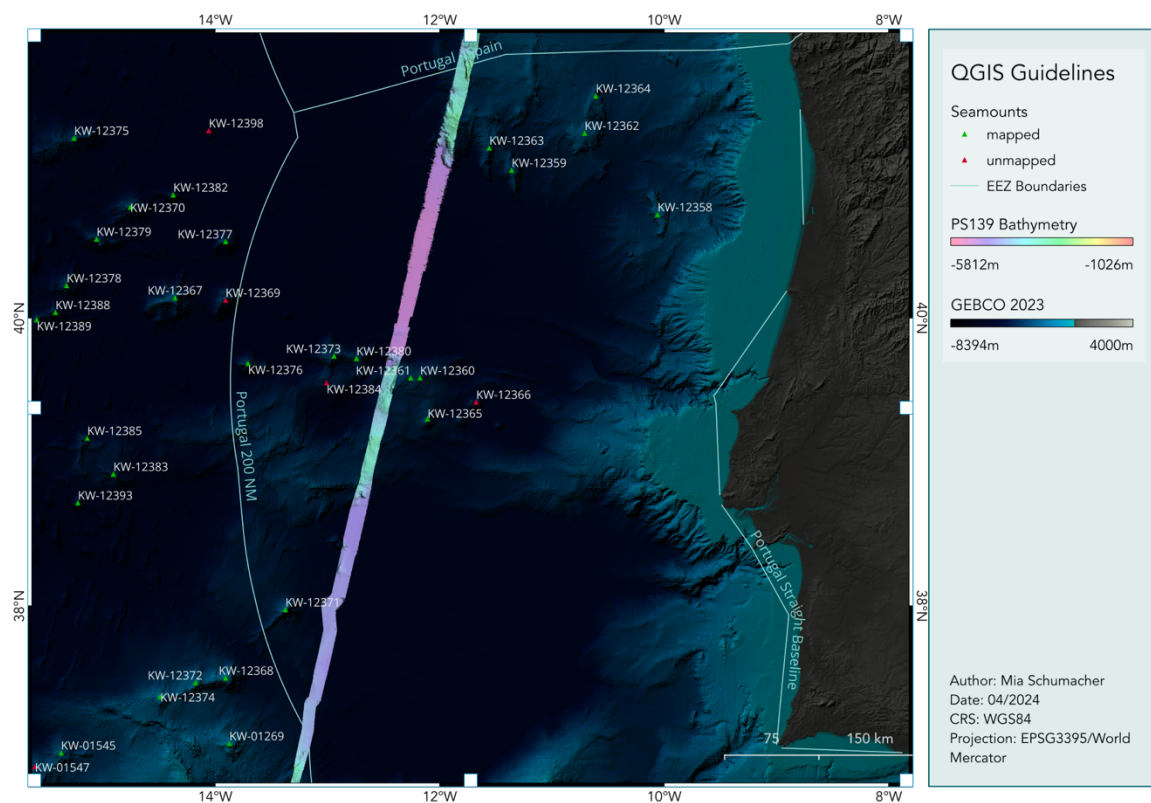 14°W
12°W
10°W
8°W
Portugal Spain
KW-12364
KW-12375
KW-12398
KW-12362
KW-12363
KW-12359
KW-12382
KW-12370
KW-12358
KW-12379
KW-12377
KW-12378
KW-12367
KW-12369
KW-12388
KW-12389
40°N
40°N
KW-12373
KW-12380
KW-12376
KW-12361
KW-12360
KW-12384
KW-12366
KW-12365
Portugal 200 NM
KW-12385
KW-12383
KW-12393
Portugal Straight Baseline
38°N
38°N
KW-12371
KW-12372
KW-12368
KW-12374
KW-01269
KW-01545
KW-01547
75
150 km
14°W
12°W
10°W
8°W
QGIS Guidelines
Seamounts
mapped
unmapped
EEZ Boundaries
PS139 Bathymetry
-5812m
-1026m
GEBCO 2023
-8394m
4000m
Author: Mia Schumacher
Date: 04/2024
CRS: WGS84
Projection: EPSG3395/World
Mercator